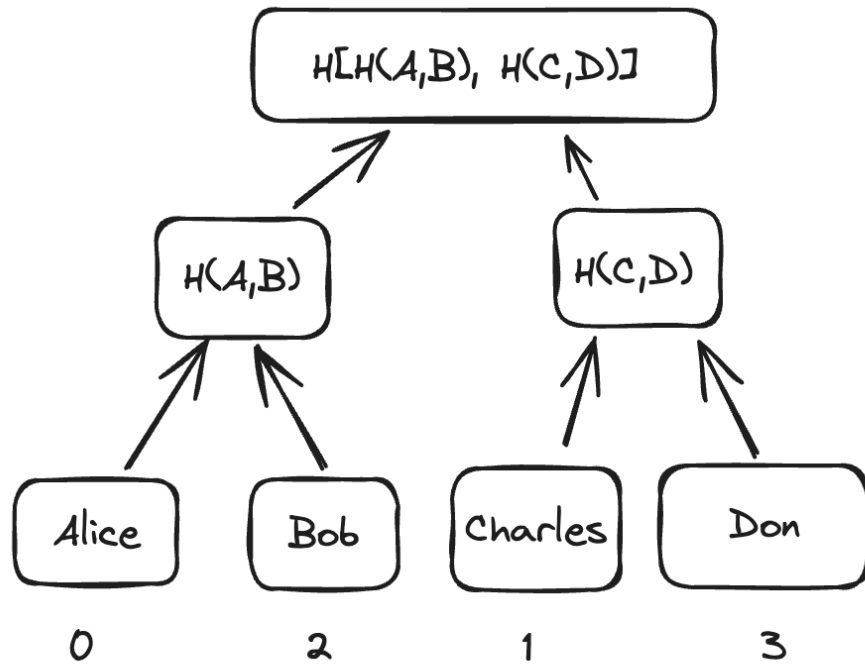 H[H(A,B), H(C,D)]
H(A,B) H(C,D)
Alice Bob Charles Don
0 2 1 3